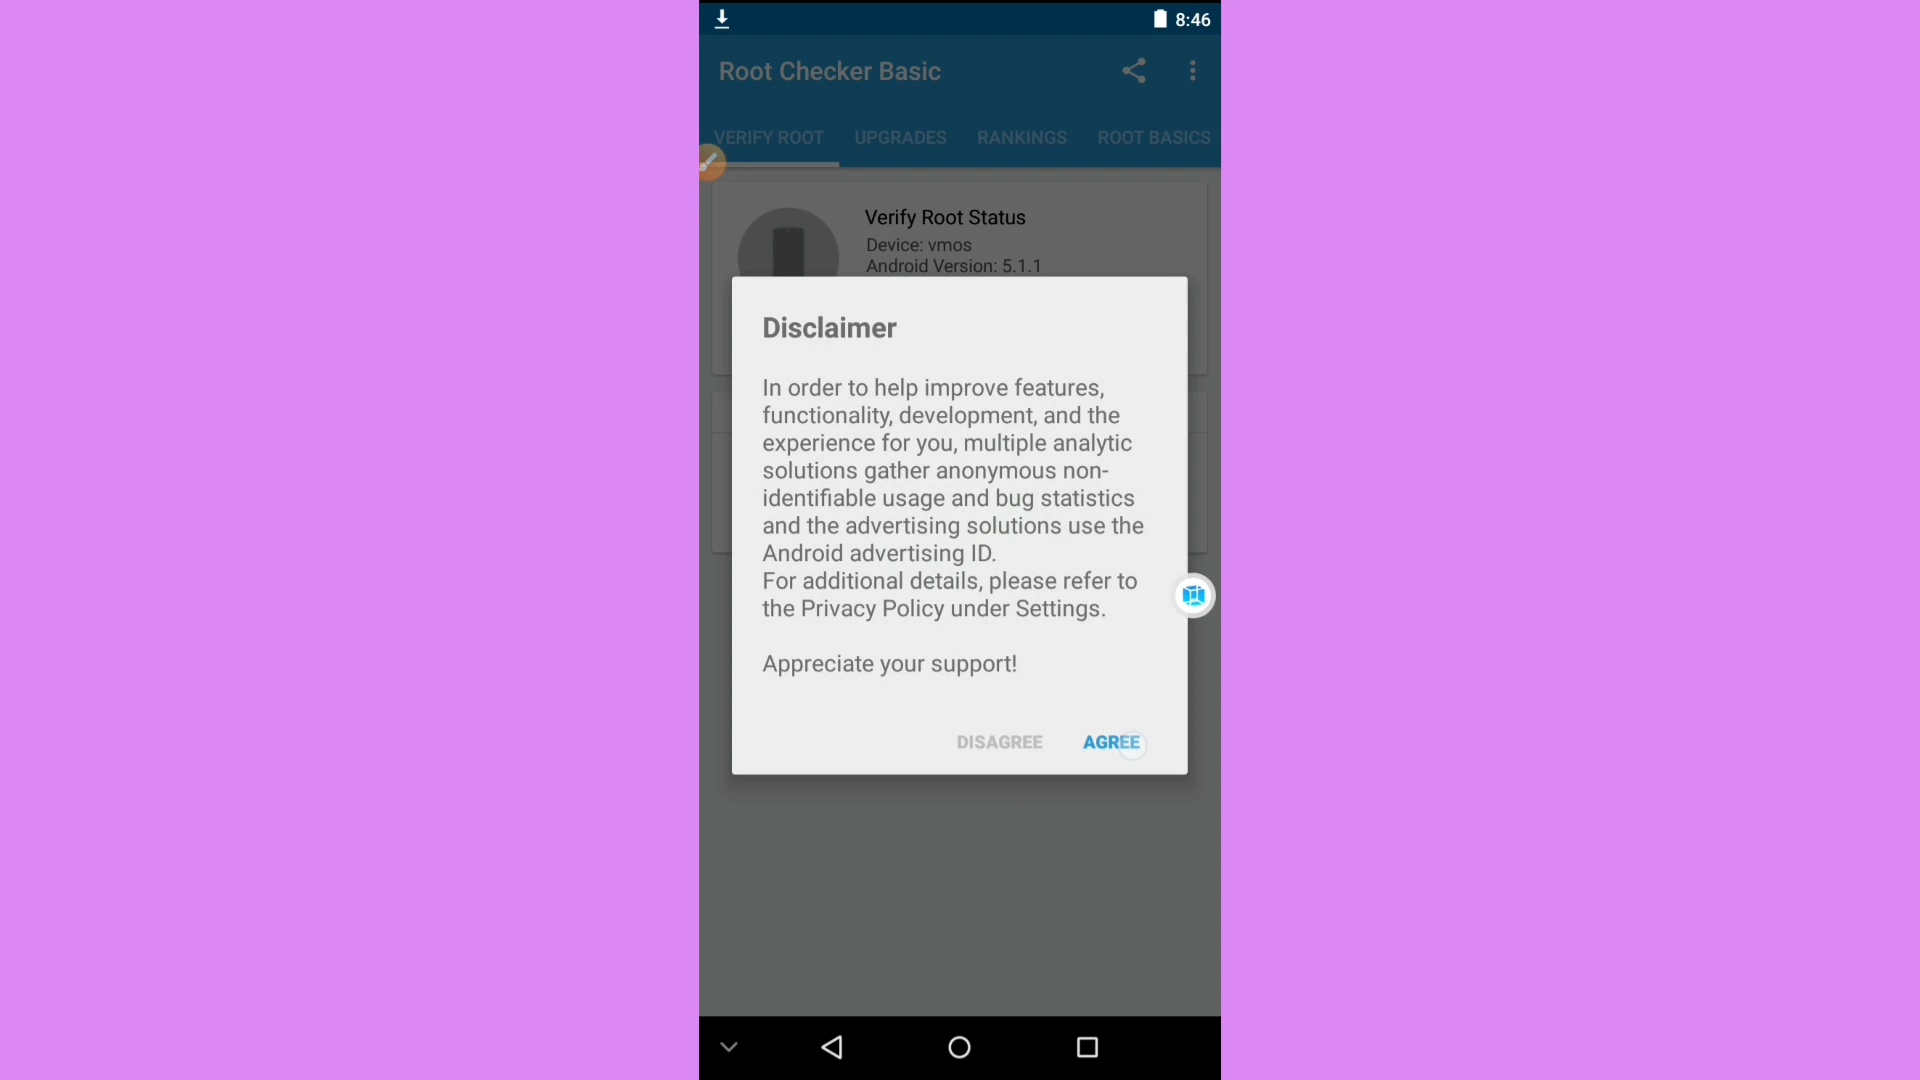 8:46
Root Checker Basic
VERIFY ROOT UPGRADES RANKINGS ROOT BASICS
Verify Root Status
Device: vmos
Android Version: 5.1.1
Disclaimer
In order to help improve features,
functionality, development, and the
experience for you, multiple analytic
solutions gather anonymous non-
identifiable usage and bug statistics
and the advertising solutions use the
Android advertising ID.
For additional details, please refer to
the Privacy Policy under Settings.
Appreciate your support!
DISAGREE AGREE